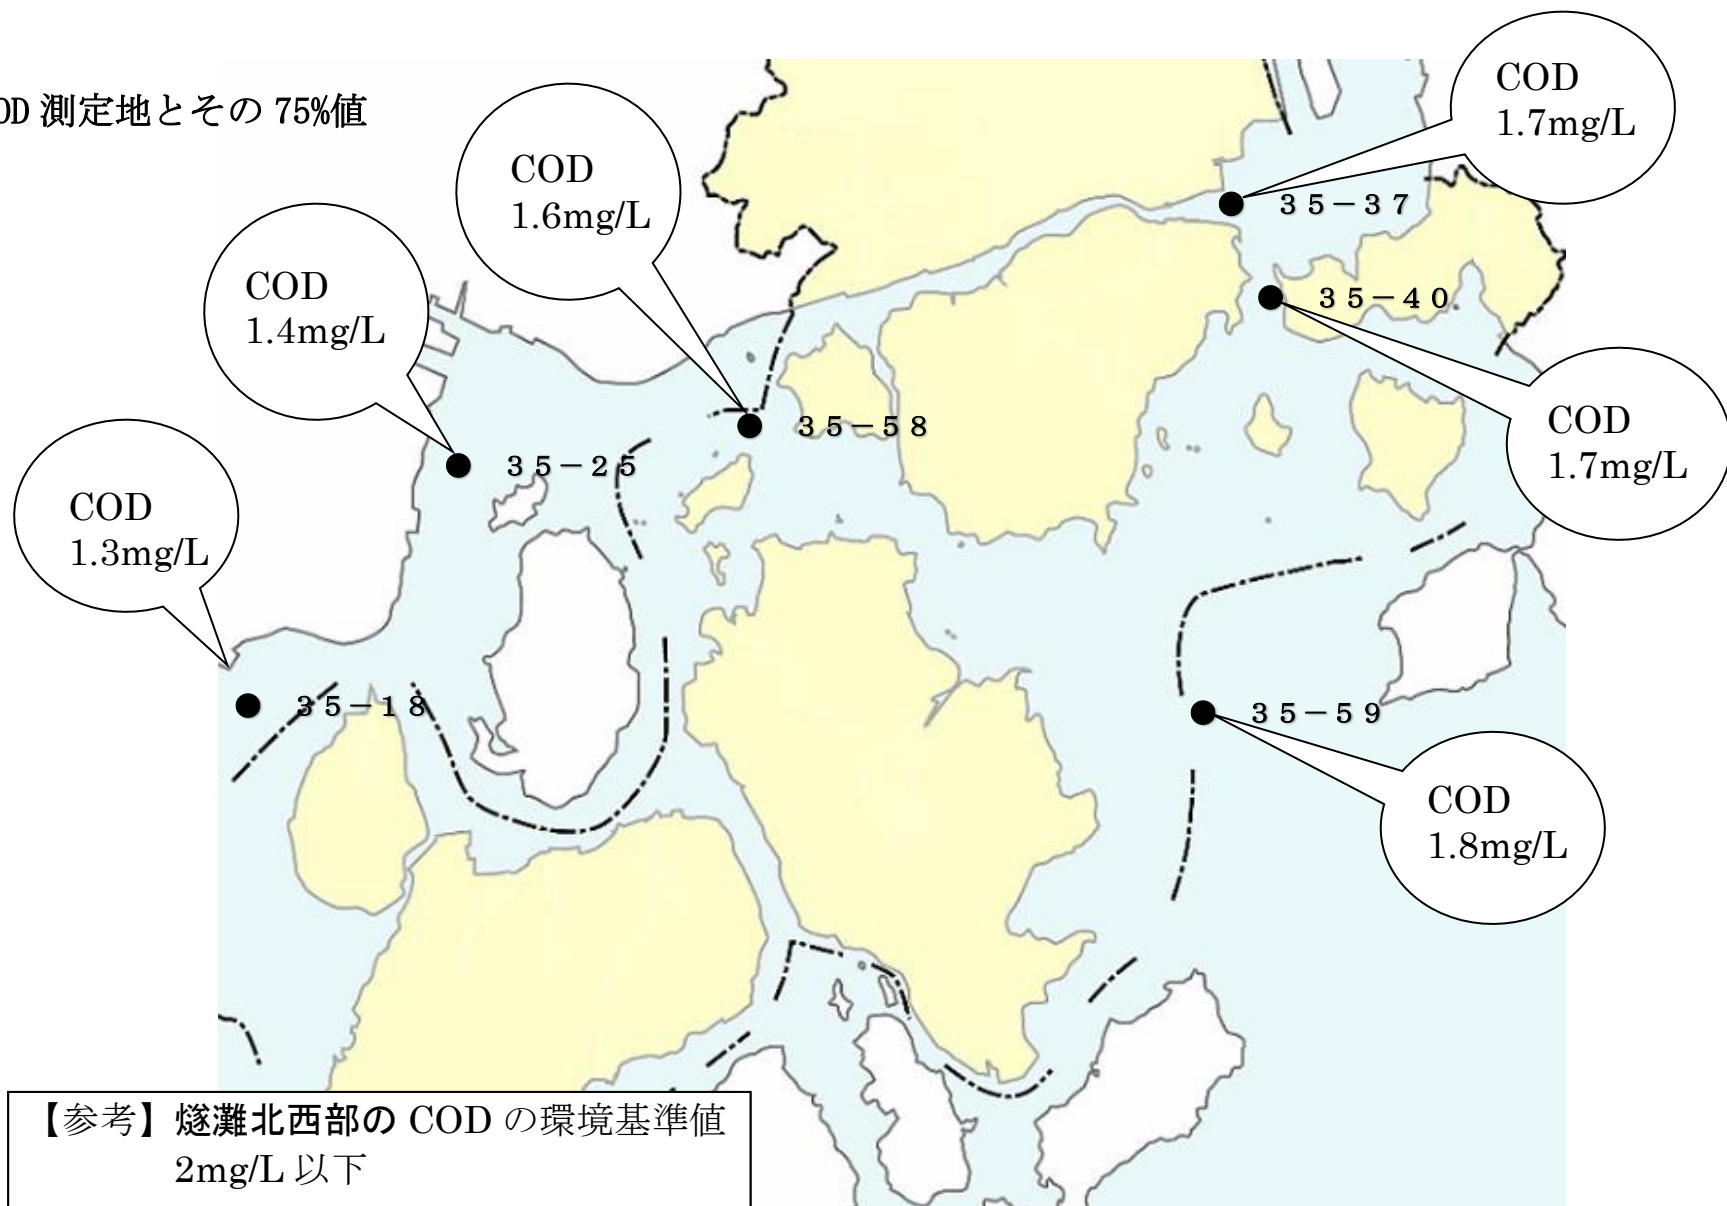 OD 測定地とその 75%値
COD
1.7mg/L
COD
1.6mg/L
35－37
COD
1.4mg/L
35－40
COD
1.7mg/L
35－58
35－25
COD
1.3mg/L
35－18
35－59
COD
1.8mg/L
【参考】燧灘北西部の COD の環境基準値
2mg/L 以下